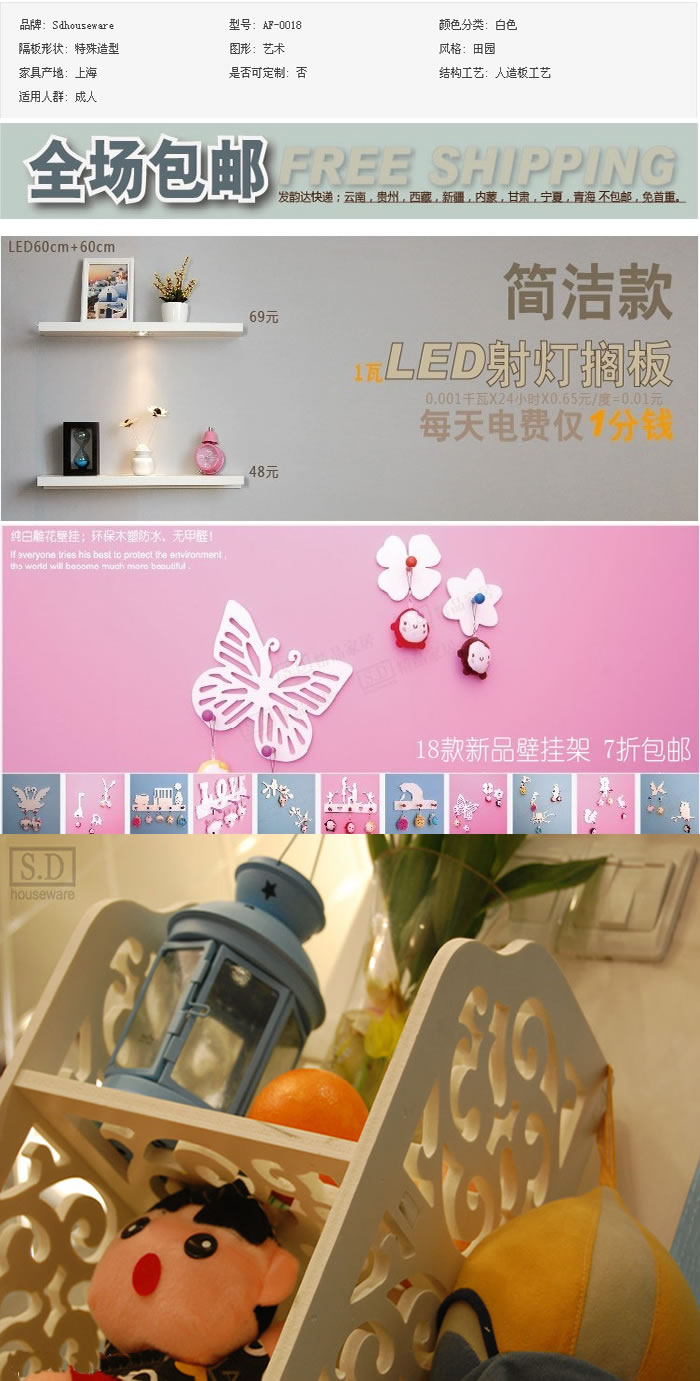 品牌: Sdhouseware 型号: AF-0018 颜色分类: 白色
隔板形状: 特殊造型 图形: 艺术 风格: 田园
家具产地: 上海 是否可定制: 否 结构工艺: 人造板工艺
适用人群: 成人
全场包邮 FREE SHIPPING
发韵达快递；云南，贵州，西藏，新疆，内蒙，甘肃，宁夏，青海 不包邮，免首重。
LED60cm+60cm
简洁款
69元
1瓦LED射灯搁板
0.001千瓦X24小时X0.65元/度=0.01元
每天电费仅1分钱
48元
纯白雕花壁挂；环保木塑防水、无甲醛！
If everyone tries his best to protect the environment ,
the world will become much more beautiful .
S.D 精品家居
18款新品壁挂架 7折包邮
S.D
houseware